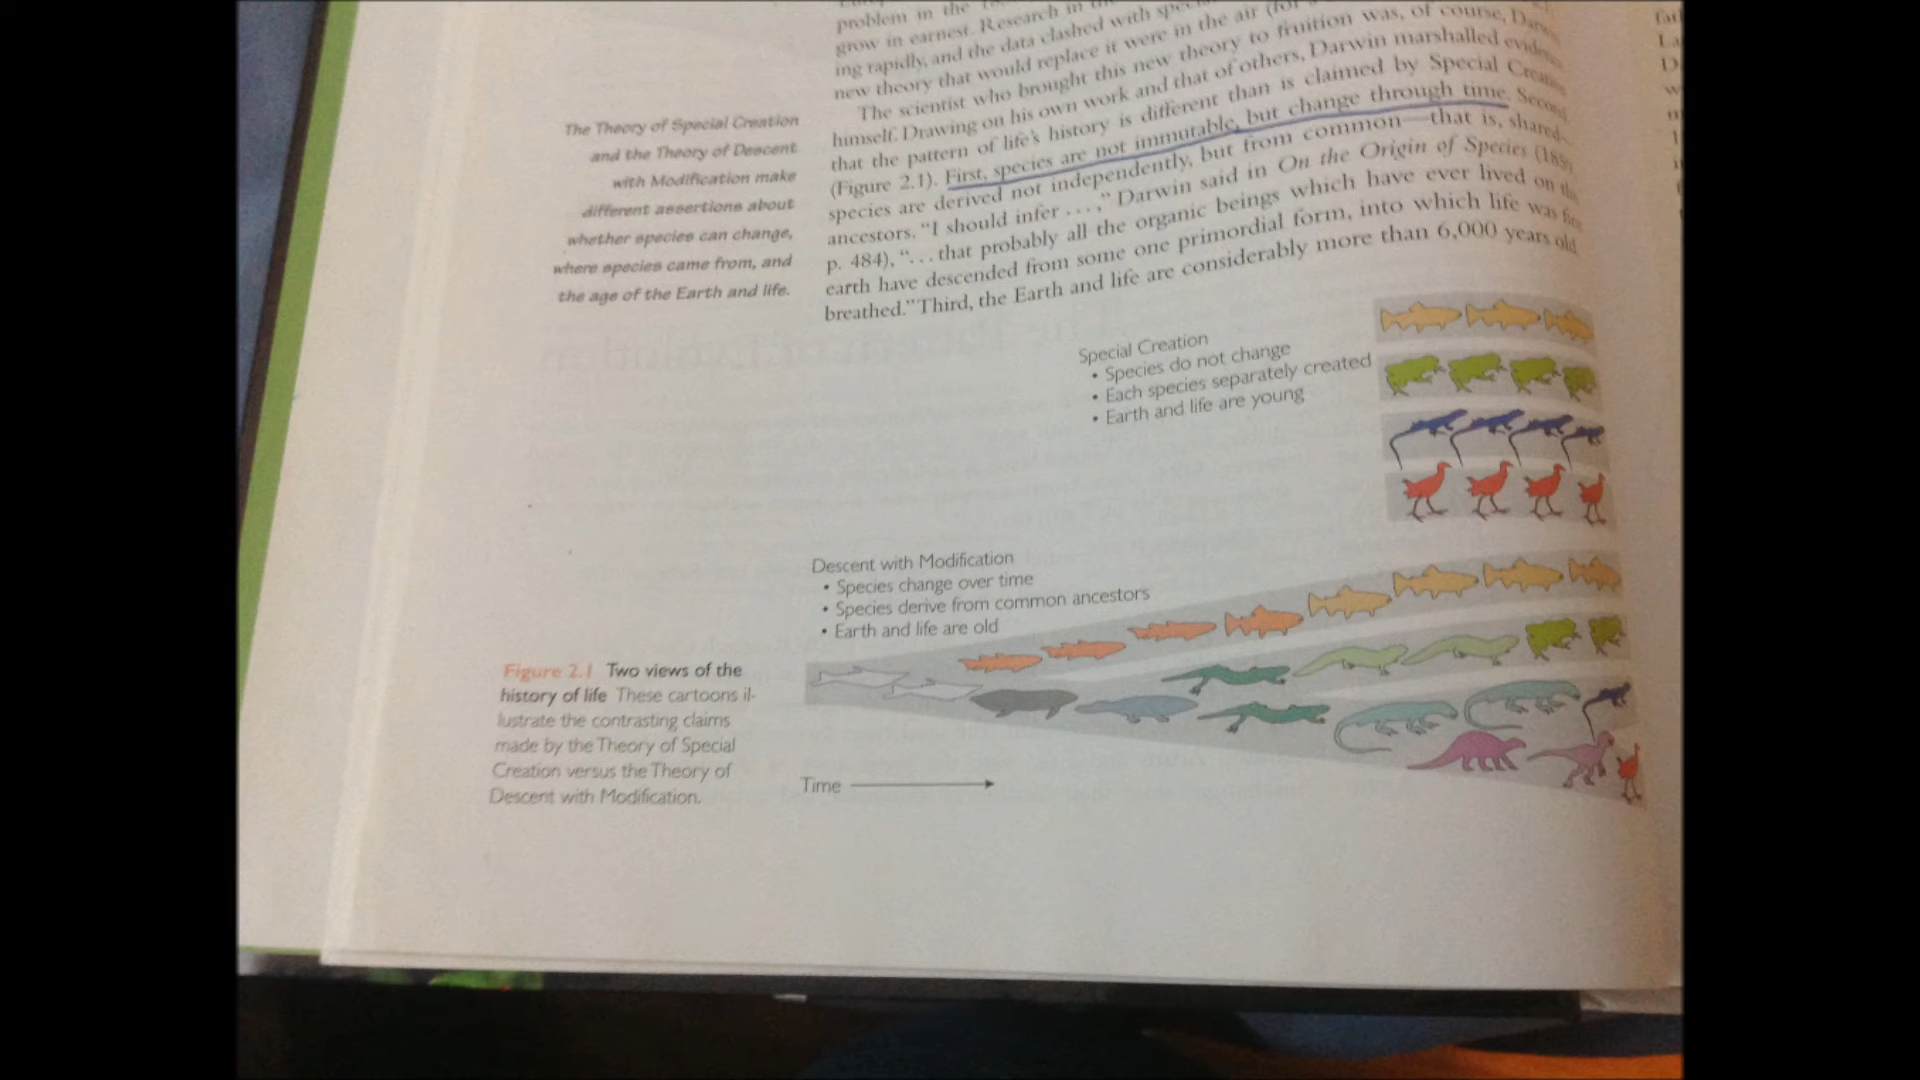 problem in the
grow in earnest. Research in
ing rapidly, and the data clashed with
new theory that would replace it were in the air
new theory to fruition was, of course,
The scientist who brought this
himself. Drawing on his own work and that of others, Darwin marshalled
that the pattern of life's history is different than is claimed by Special
(Figure 2.1). First, species are not immutable, but change through time. Second,
species are derived not independently, but from common—that is, shared—
ancestors. "I should infer . . . ," Darwin said in On the Origin of Species
p. 484), ". . . that probably all the organic beings which have ever lived on
earth have descended from some one primordial form, into which life was
breathed." Third, the Earth and life are considerably more than 6,000 years old
The Theory of Special Creation
and the Theory of Descent
with Modification make
different assertions about
whether species can change,
where species came from, and
the age of the Earth and life.
Special Creation
• Species do not change
• Each species separately created
• Earth and life are young
Descent with Modification
• Species change over time
• Species derive from common ancestors
• Earth and life are old
Figure 2.1 Two views of the
history of life These cartoons il-
lustrate the contrasting claims
made by the Theory of Special
Creation versus the Theory of
Descent with Modification.
Time